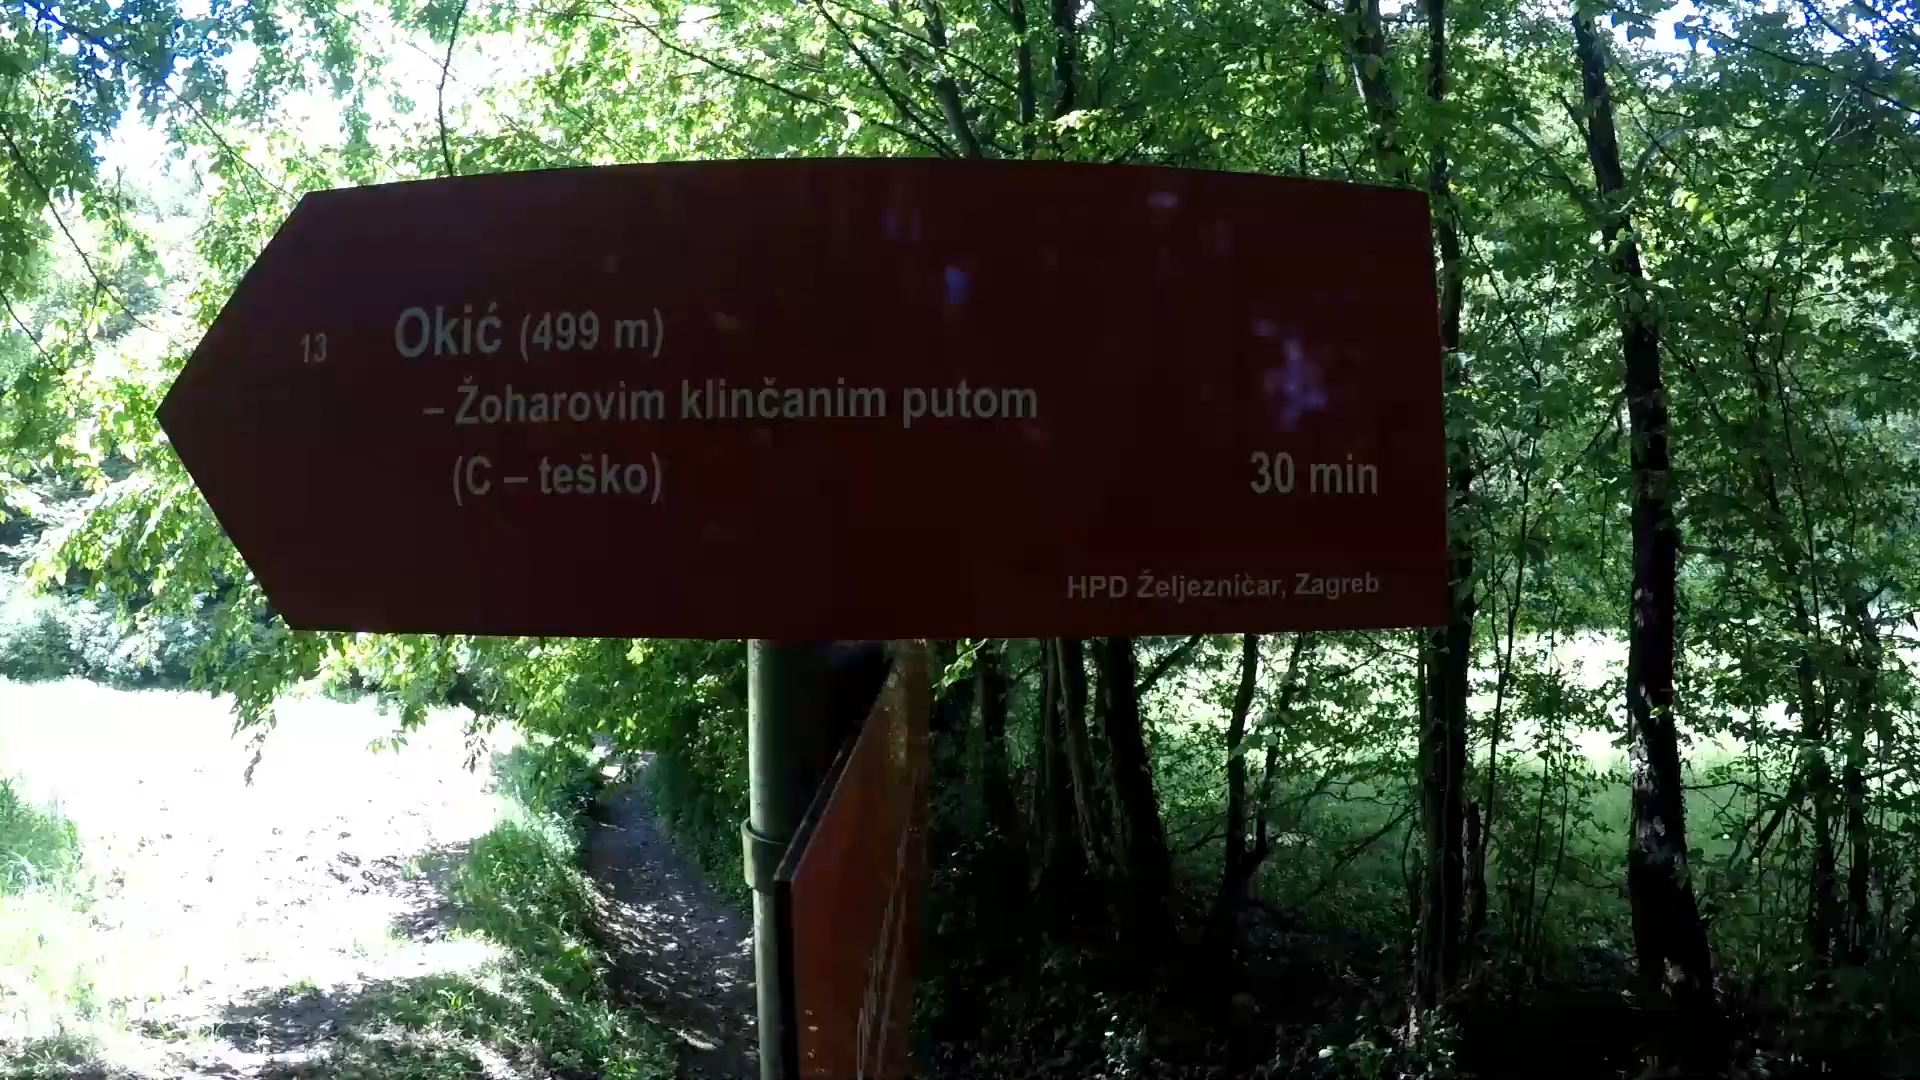 13 Okić (499 m)
– Žoharovim klinčanim putom
(C – teško) 30 min
HPD Željezničar, Zagreb